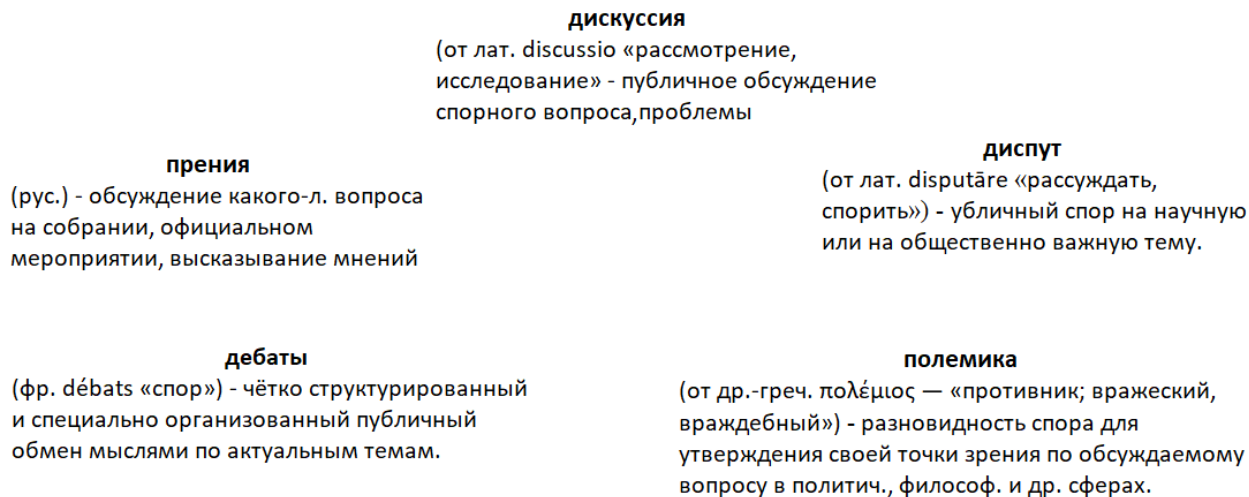 дискуссия
(от лат. discussio «рассмотрение,
исследование» - публичное обсуждение
спорного вопроса,проблемы
прения
(рус.) - обсуждение какого-л. вопроса
на собрании, официальном
мероприятии, высказывание мнений
диспут
(от лат. disputāre «рассуждать,
спорить») - убличный спор на научную
или на общественно важную тему.
дебаты
(фр. débats «спор») - чётко структурированный
и специально организованный публичный
обмен мыслями по актуальным темам.
полемика
(от др.-греч. πολέμιος — «противник; вражеский,
враждебный») - разновидность спора для
утверждения своей точки зрения по обсуждаемому
вопросу в политич., философ. и др. сферах.